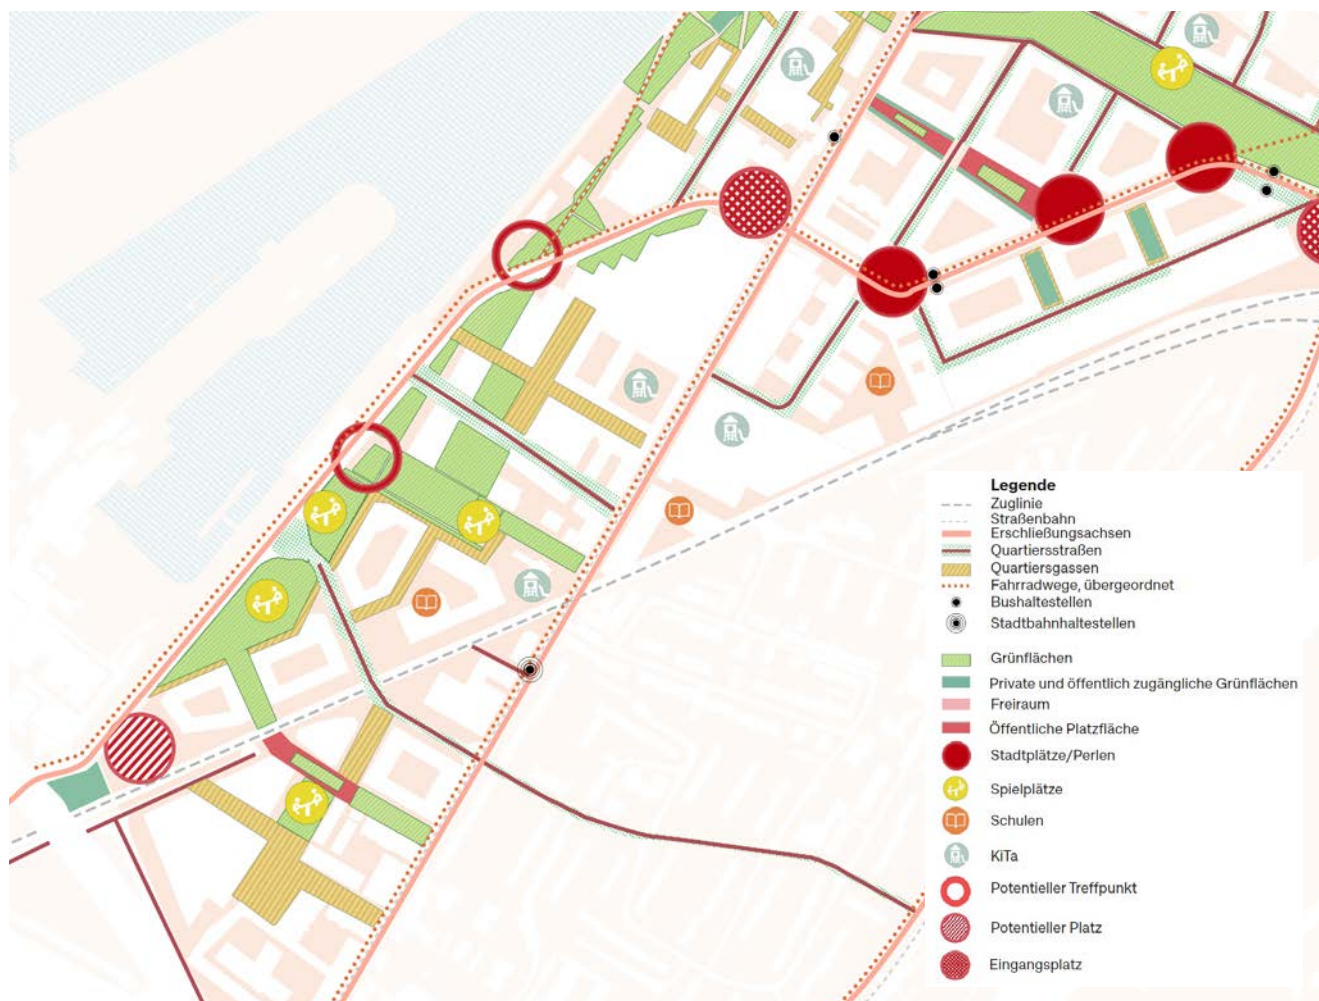 Legende
Zuglinie
Straßenbahn
Erschließungsachsen
Quartiersstraßen
Quartiersgassen
Fahrradwege, übergeordnet
Bushaltestellen
Stadtbahnhaltestellen
Grünflächen
Private und öffentlich zugängliche Grünflächen
Freiraum
Öffentliche Platzfläche
Stadtplätze/Perlen
Spielplätze
Schulen
KiTa
Potentieller Treffpunkt
Potentieller Platz
Eingangsplatz